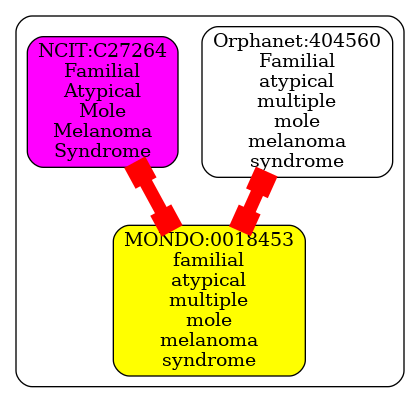 NCIT:C27264
Familial
Atypical
Mole
Melanoma
Syndrome
Orphanet:404560
Familial
atypical
multiple
mole
melanoma
syndrome
MONDO:0018453
familial
atypical
multiple
mole
melanoma
syndrome